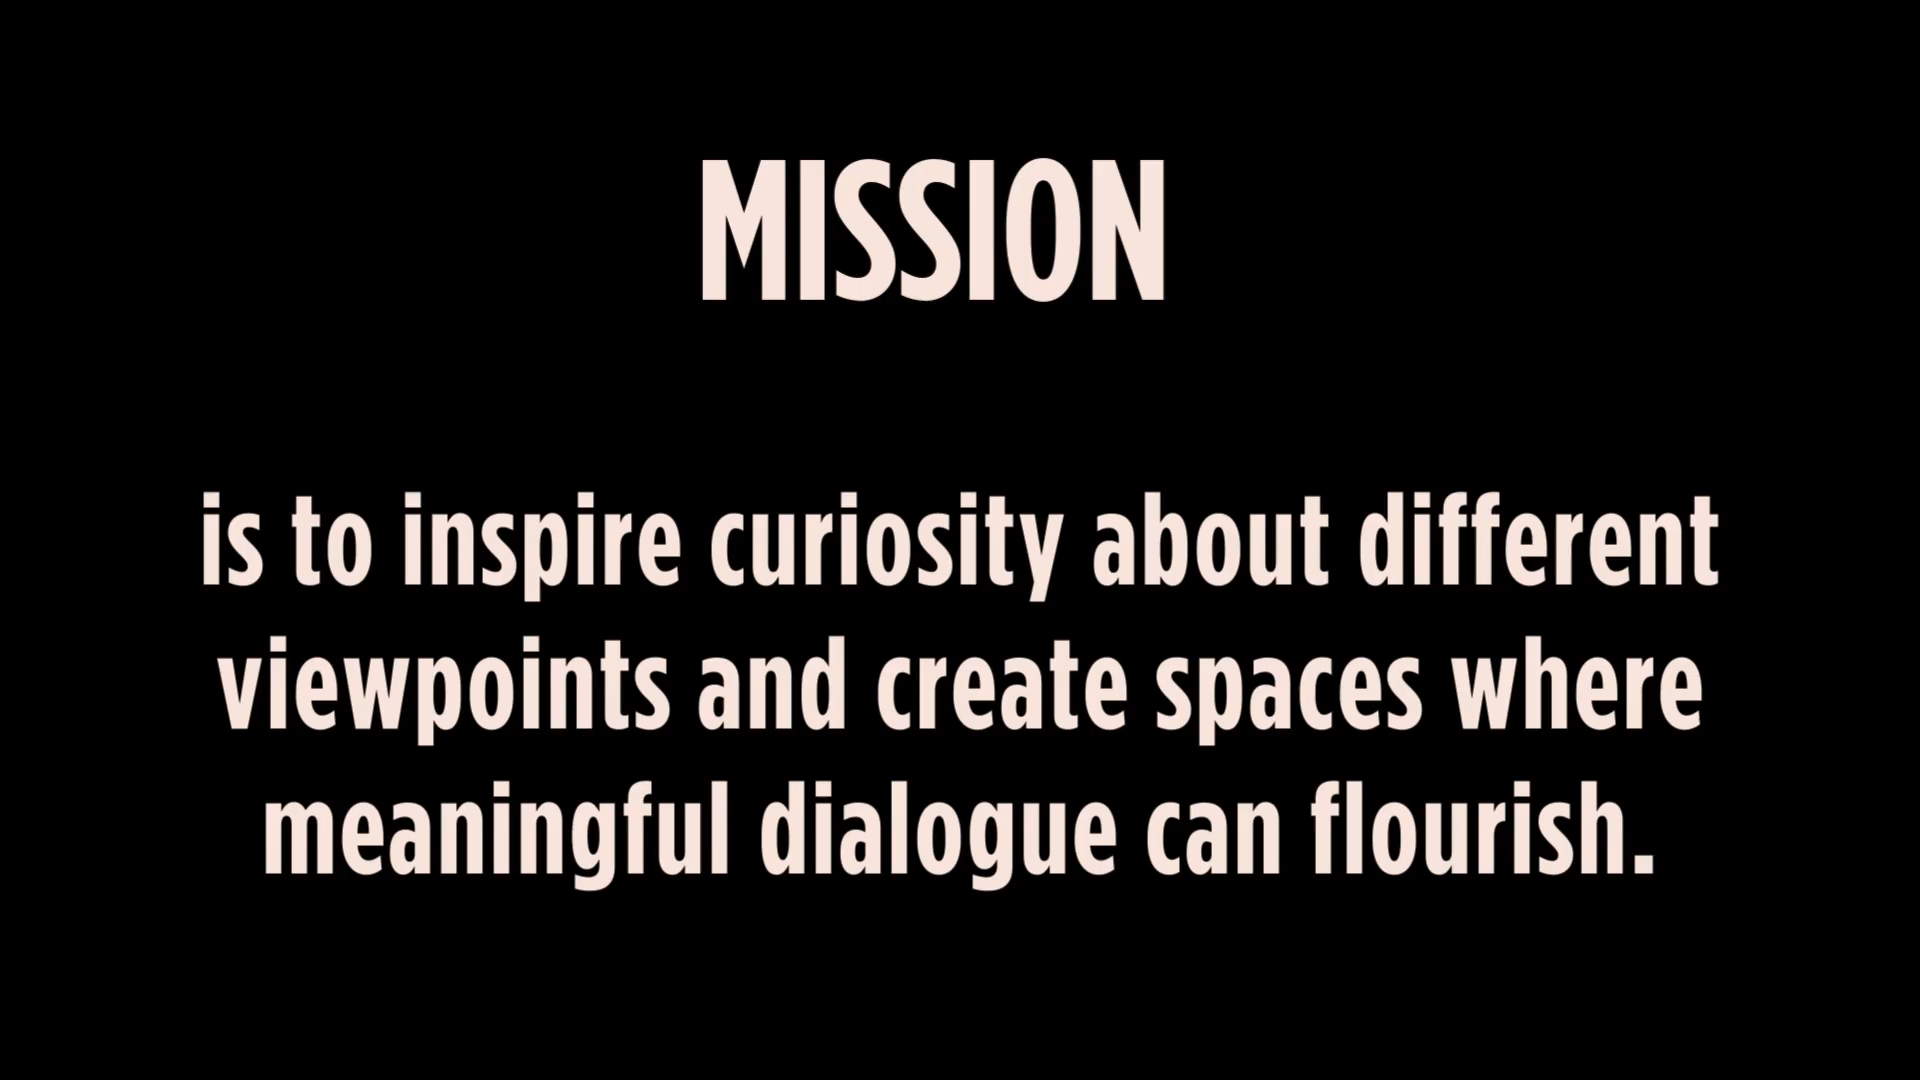 MISSION
is to inspire curiosity about different
viewpoints and create spaces where
meaningful dialogue can flourish.